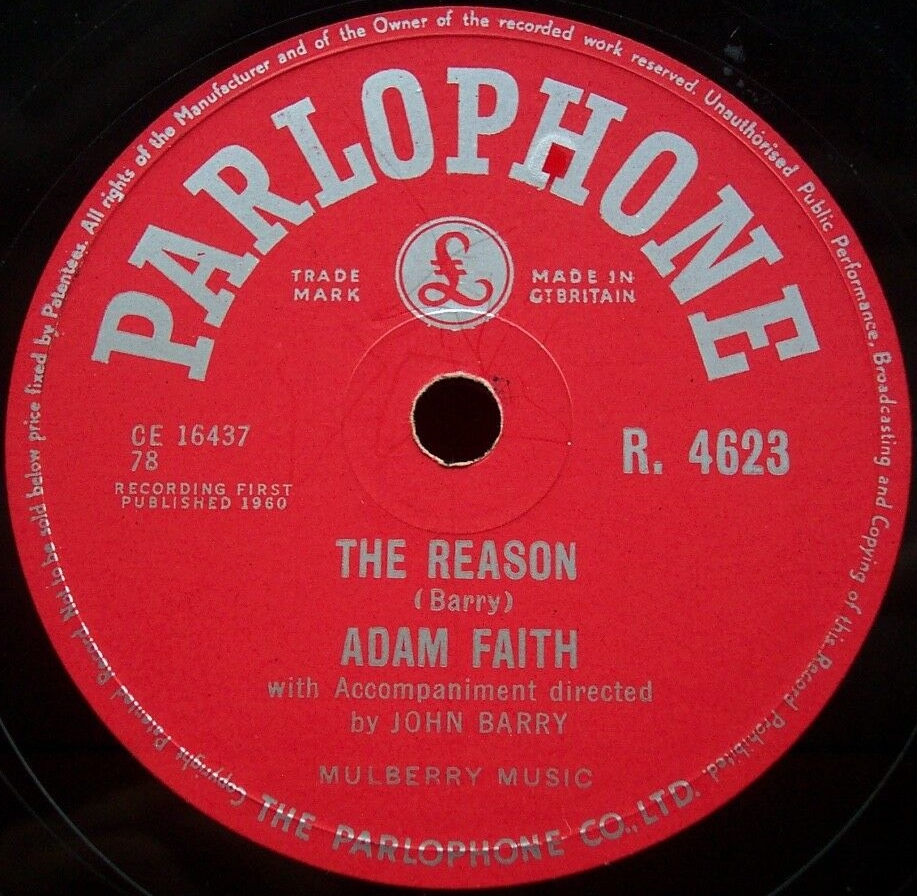 All rights of the Manufacturer and of the Owner of the recorded work reserved. Unauthorised Public Performance, Broadcasting and Copying of this Record Prohibited.
PARLOPHONE
TRADE
MARK
£
MADE IN
GT BRITAIN
CE 16437
78
RECORDING FIRST
PUBLISHED 1960
R. 4623
THE REASON
(Barry)
ADAM FAITH
with Accompaniment directed
by JOHN BARRY
MULBERRY MUSIC
THE PARLOPHONE CO., LTD.
Copyright Patented Record Not to be sold below price fixed by Patentees.